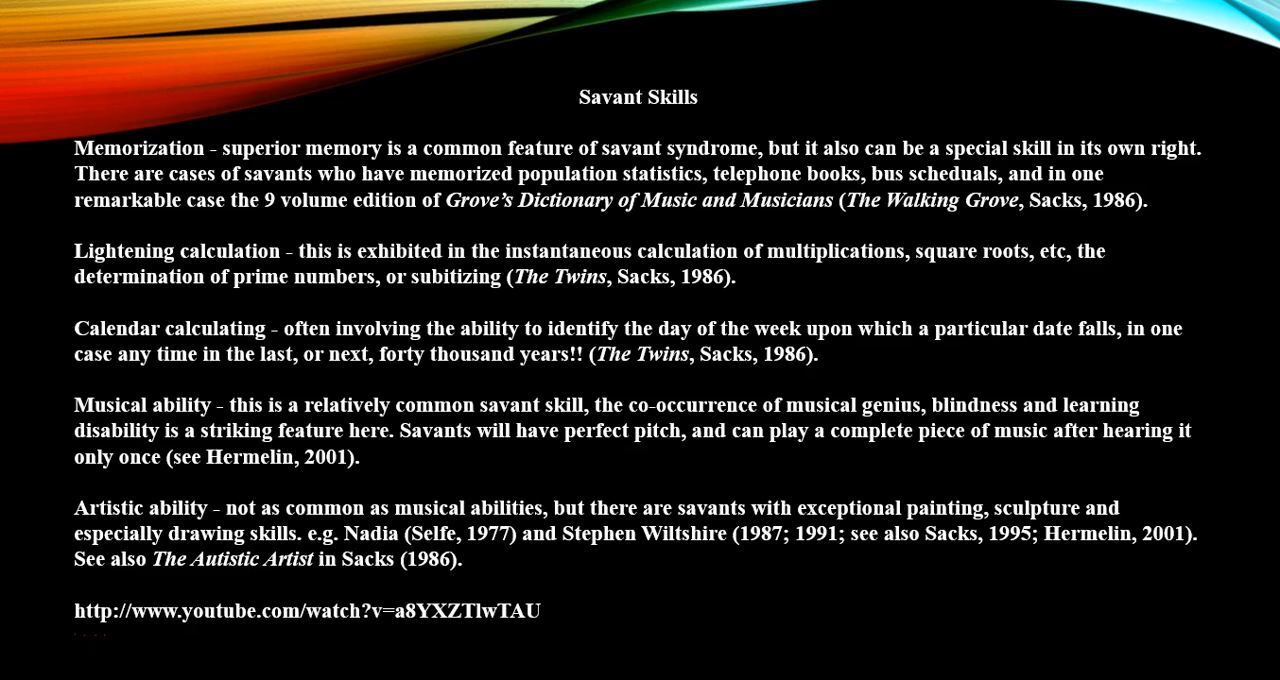 Savant Skills
Memorization - superior memory is a common feature of savant syndrome, but it also can be a special skill in its own right.
There are cases of savants who have memorized population statistics, telephone books, bus scheduals, and in one
remarkable case the 9 volume edition of Grove’s Dictionary of Music and Musicians (The Walking Grove, Sacks, 1986).
Lightening calculation - this is exhibited in the instantaneous calculation of multiplications, square roots, etc, the
determination of prime numbers, or subitizing (The Twins, Sacks, 1986).
Calendar calculating - often involving the ability to identify the day of the week upon which a particular date falls, in one
case any time in the last, or next, forty thousand years!! (The Twins, Sacks, 1986).
Musical ability - this is a relatively common savant skill, the co-occurrence of musical genius, blindness and learning
disability is a striking feature here. Savants will have perfect pitch, and can play a complete piece of music after hearing it
only once (see Hermelin, 2001).
Artistic ability - not as common as musical abilities, but there are savants with exceptional painting, sculpture and
especially drawing skills. e.g. Nadia (Selfe, 1977) and Stephen Wiltshire (1987; 1991; see also Sacks, 1995; Hermelin, 2001).
See also The Autistic Artist in Sacks (1986).
http://www.youtube.com/watch?v=a8YXZTlwTAU